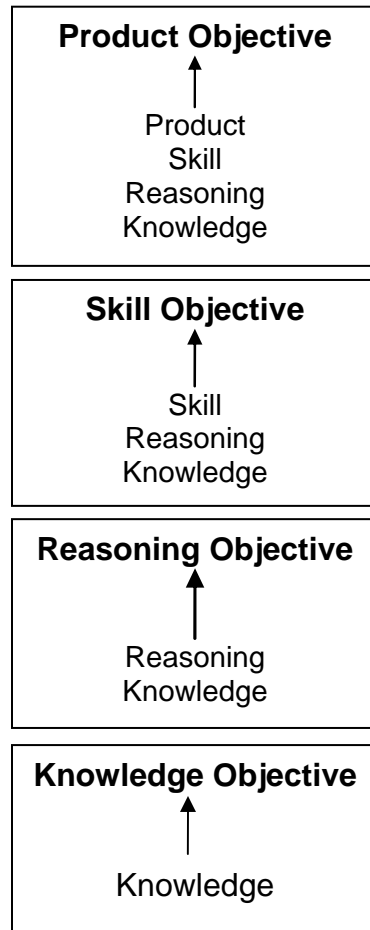 Product Objective
Product
Skill
Reasoning
Knowledge
Skill Objective
Skill
Reasoning
Knowledge
Reasoning Objective
Reasoning
Knowledge
Knowledge Objective
Knowledge